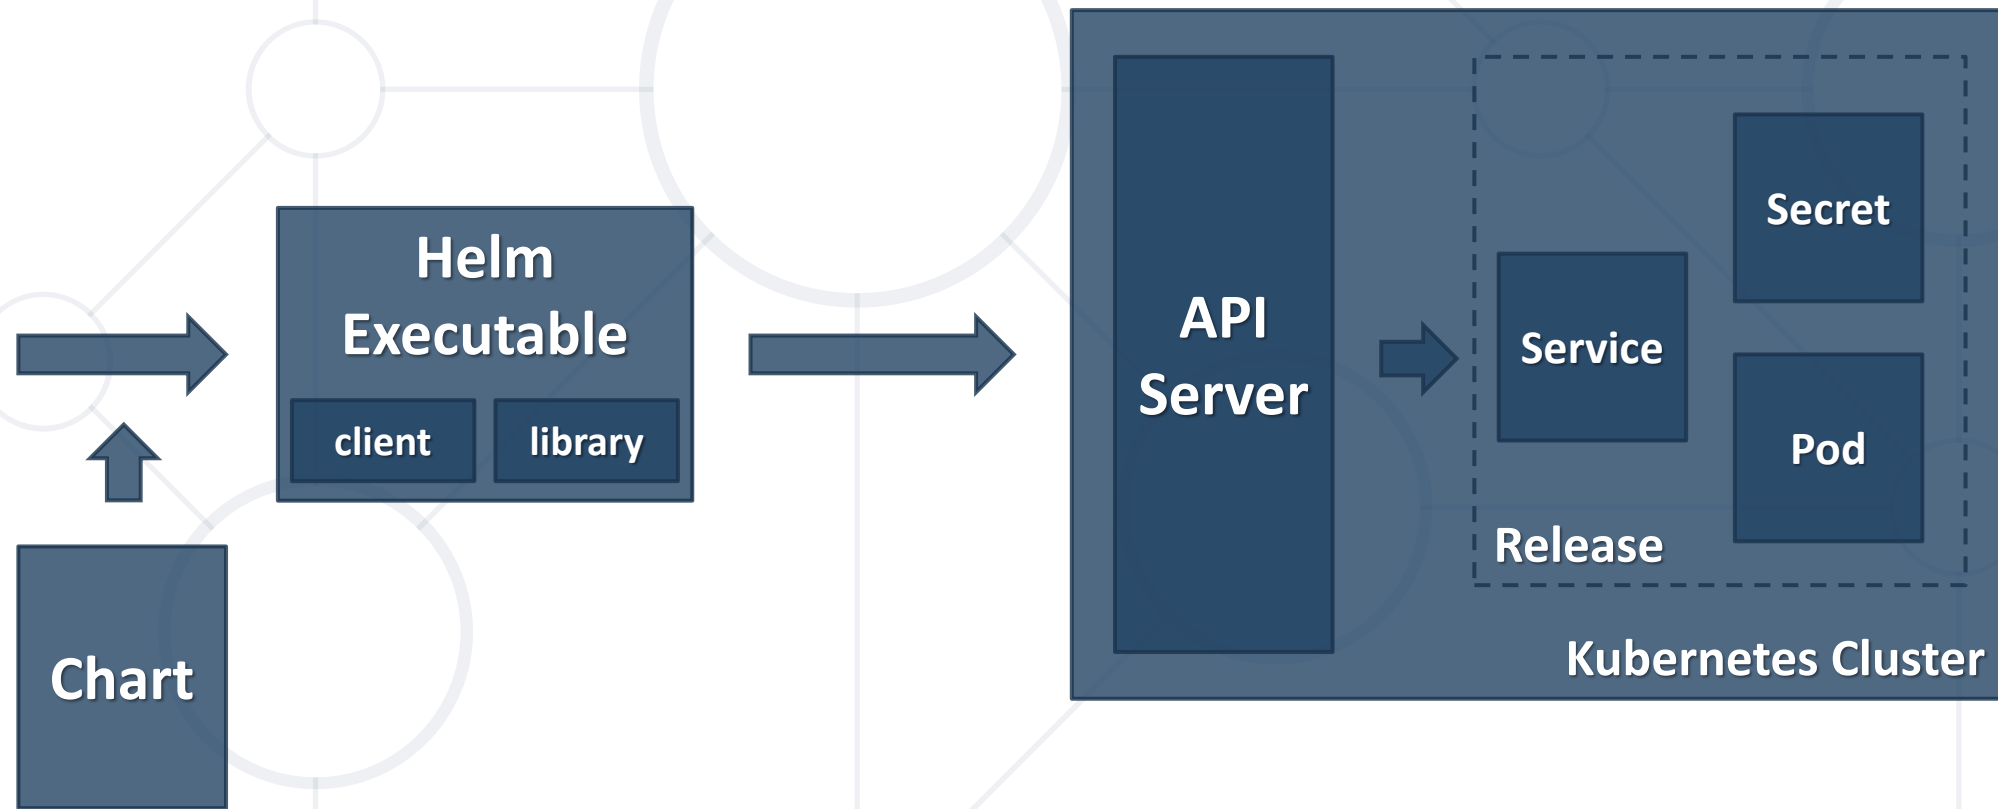 Helm
Executable
client
library
Chart
API
Server
Secret
Service
Pod
Release
Kubernetes Cluster